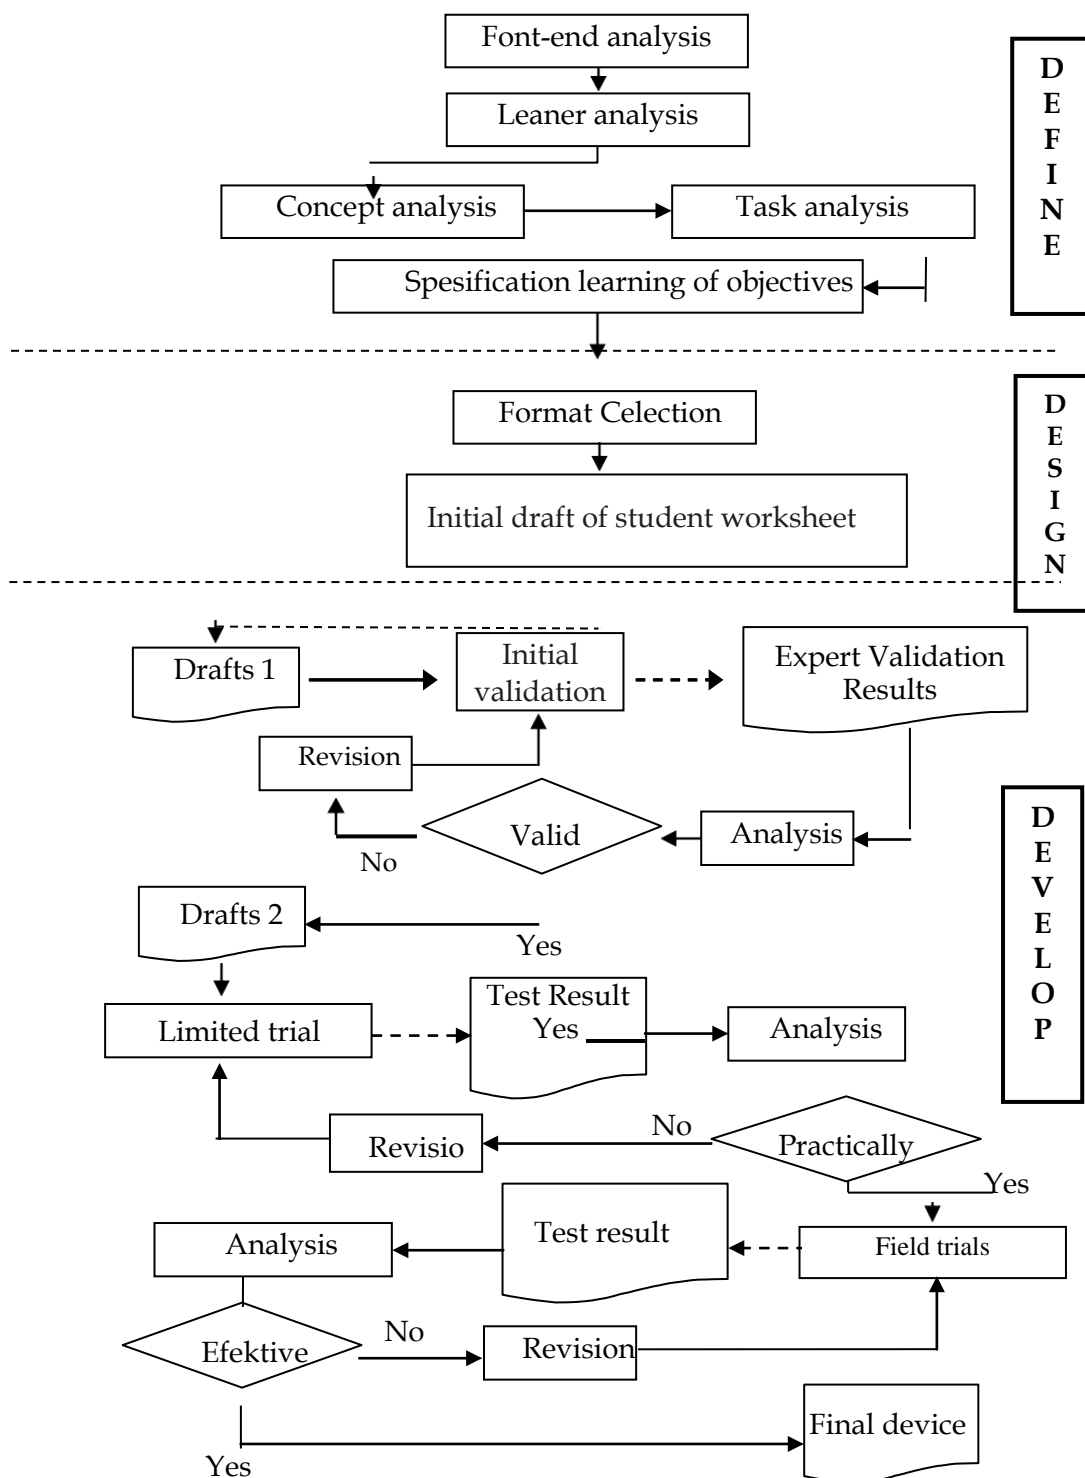 Font-end analysis
Leaner analysis
Concept analysis
Task analysis
Spesification learning of objectives
D
E
F
I
N
E
Format Celection
Initial draft of student worksheet
D
E
S
I
G
N
Drafts 1
Initial
validation
Expert Validation
Results
Revision
Valid
Analysis
No
Drafts 2
Yes
D
E
V
E
L
O
P
Limited trial
Test Result
Yes
Analysis
Revisio
No
Practically
Yes
Analysis
Test result
Field trials
Efektive
No
Revision
Final device
Yes